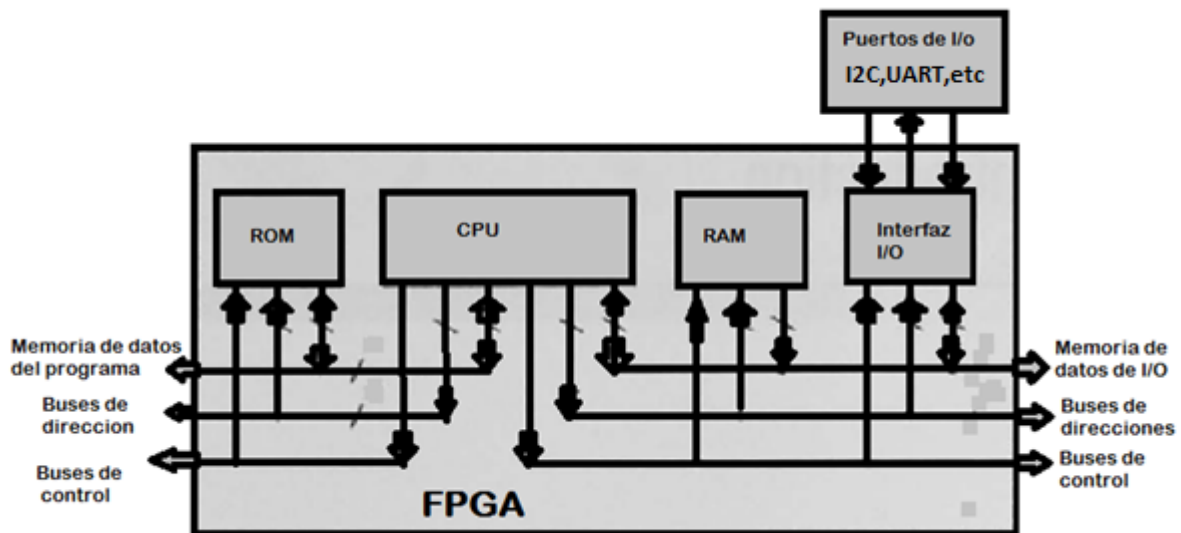 Puertos de I/o
I2C,UART,etc
ROM
CPU
RAM
Interfaz
I/O
Memoria de datos
del programa
Buses de
direccion
Buses de
control
Memoria de
datos de I/O
Buses de
direcciones
Buses de
control
FPGA